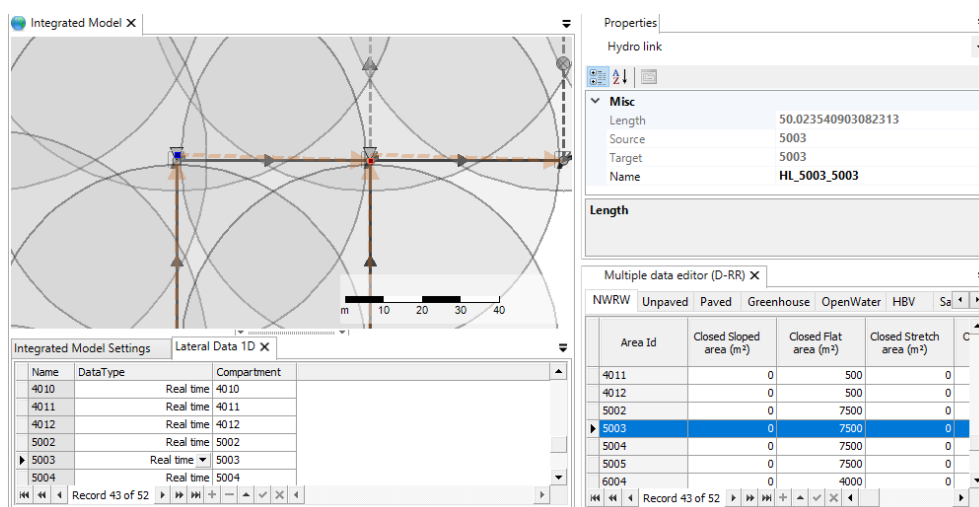 Integrated Model
m 10 20 30 40
Integrated Model Settings Lateral Data 1D
Name DataType Compartment
4010 Real time 4010
4011 Real time 4011
4012 Real time 4012
5002 Real time 5002
5003 Real time 5003
5004 Real time 5004
Record 43 of 52
Properties
Hydro link
Misc
Length 50.023540903082313
Source 5003
Target 5003
Name HL_5003_5003
Length
Multiple data editor (D-RR)
NWRW Unpaved Paved Greenhouse OpenWater HBV Sa
Area Id Closed Sloped area (m²) Closed Flat area (m²) Closed Stretch area (m²)
4011 0 500 0
4012 0 500 0
5002 0 7500 0
5003 0 7500 0
5004 0 7500 0
5005 0 7500 0
6004 0 4000 0
Record 43 of 52